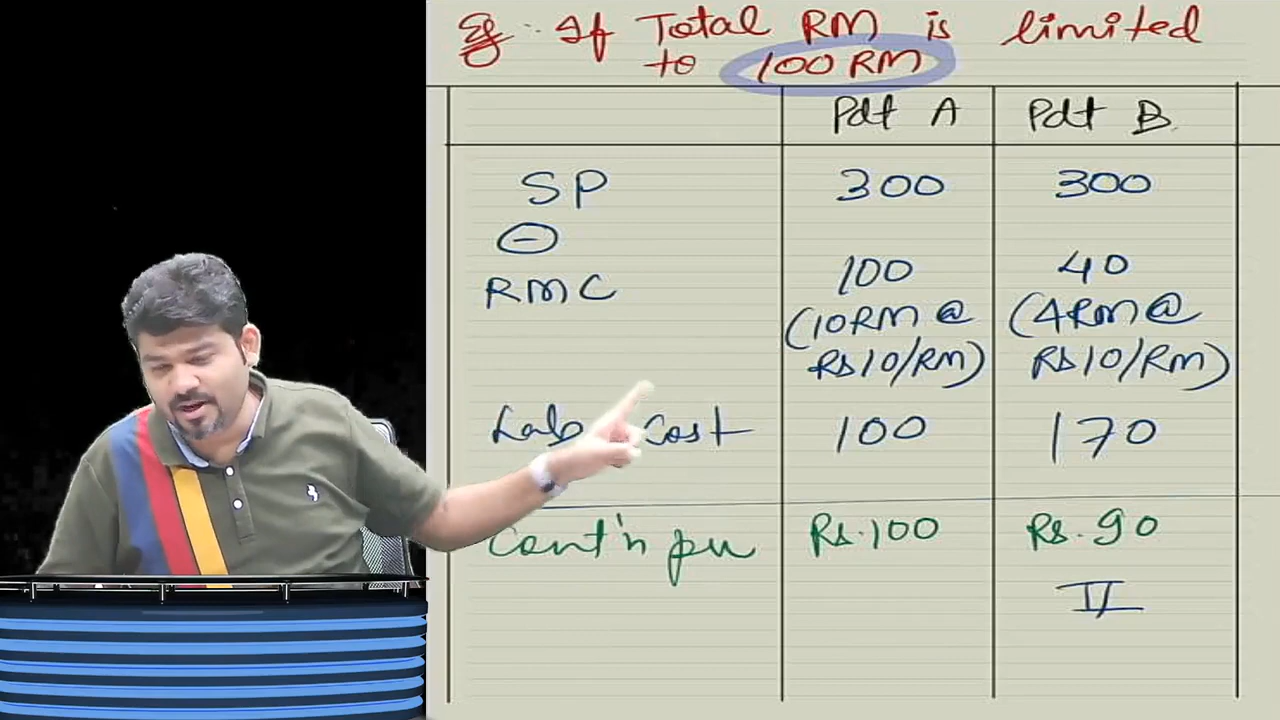 Eg :- If Total RM is limited
to 100 RM
Pdt A Pdt B
SP 300 300
(-)
RMC 100 40
(10RM @ (4RM @
Rs10/RM) Rs10/RM)
Lab Cost 100 170
Cont'n pu Rs.100 Rs.90
II